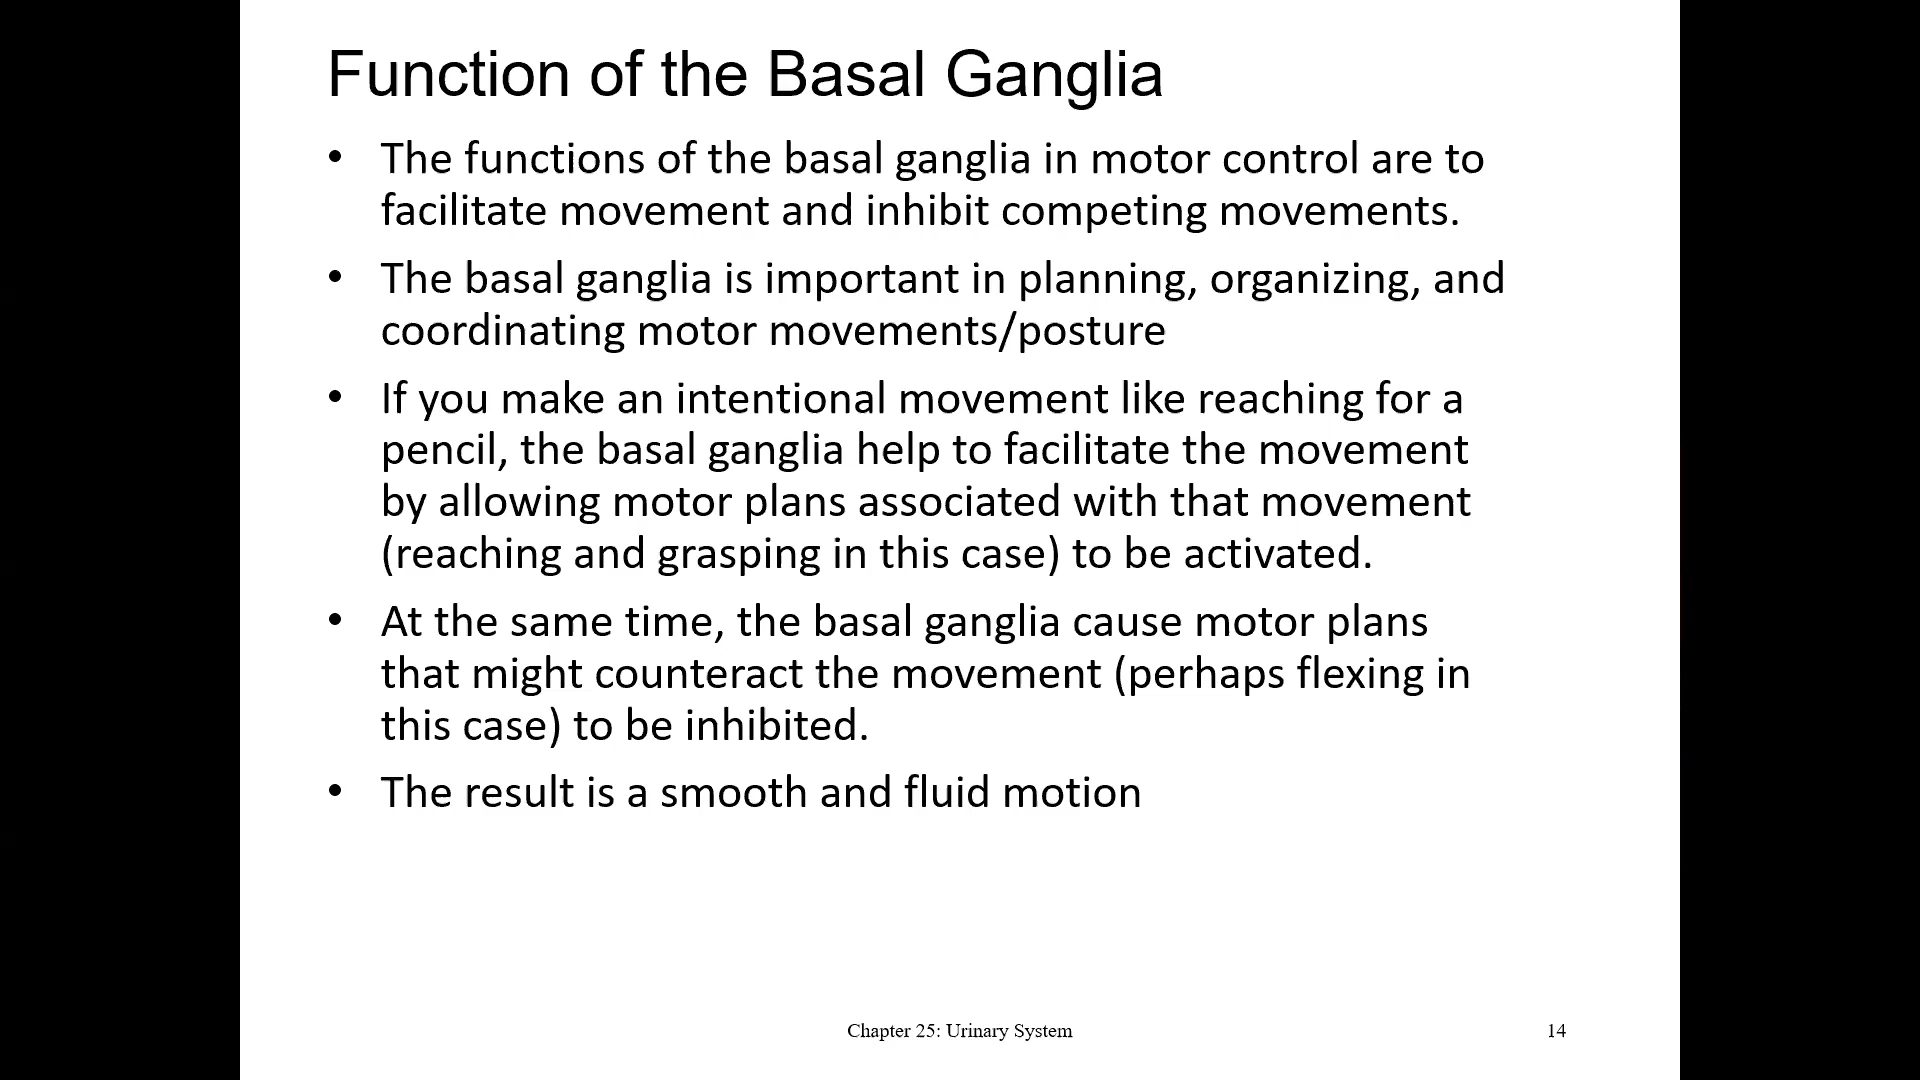 Function of the Basal Ganglia
• The functions of the basal ganglia in motor control are to
facilitate movement and inhibit competing movements.
• The basal ganglia is important in planning, organizing, and
coordinating motor movements/posture
• If you make an intentional movement like reaching for a
pencil, the basal ganglia help to facilitate the movement
by allowing motor plans associated with that movement
(reaching and grasping in this case) to be activated.
• At the same time, the basal ganglia cause motor plans
that might counteract the movement (perhaps flexing in
this case) to be inhibited.
• The result is a smooth and fluid motion
Chapter 25: Urinary System
14